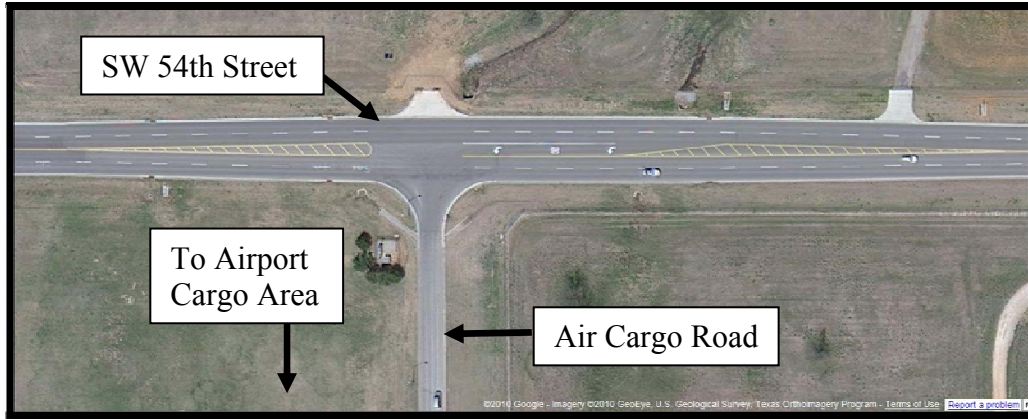 SW 54th Street
To Airport
Cargo Area
Air Cargo Road
©2010 Google - Imagery ©2010 GeoEye, U.S. Geological Survey, Texas Orthoimagery Program - Terms of Use Report a problem